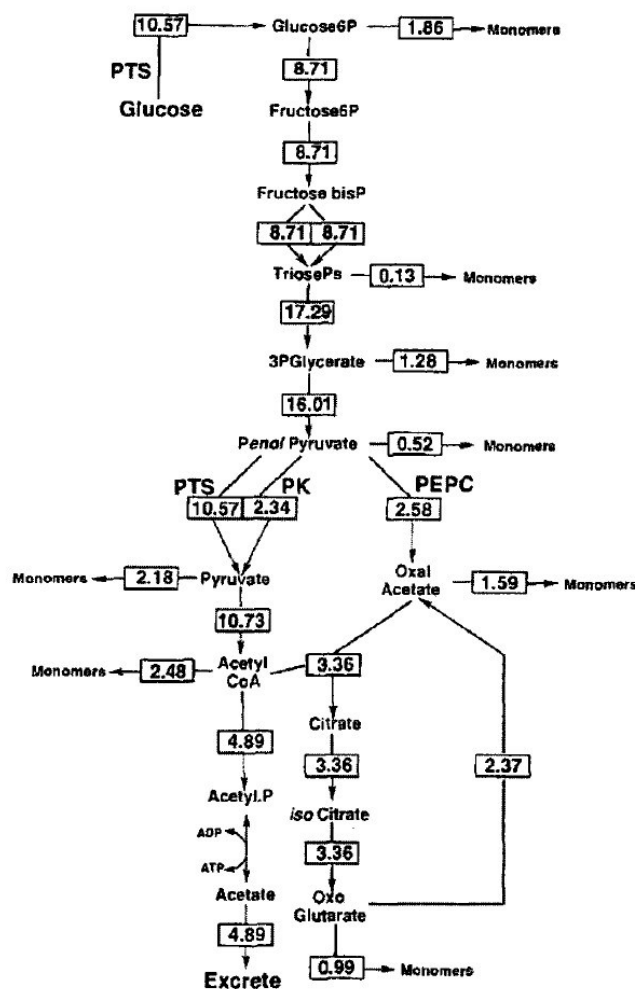 10.57
Glucose6P
1.86
Monomers
PTS
Glucose
8.71
Fructose6P
8.71
Fructose bisP
8.71 8.71
TriosePs
0.13
Monomers
17.29
3PGlycerate
1.28
Monomers
16.01
Penol Pyruvate
0.52
Monomers
PTS
PK
PEPC
10.57 2.34
2.58
Monomers
2.18
Pyruvate
Oxal
Acetate
1.59
Monomers
10.73
Monomers
2.48
Acetyl
CoA
3.36
Citrate
4.89
3.36
2.37
Acetyl.P
iso Citrate
ADP
3.36
ATP
Acetate
Oxo
Glutarate
4.89
0.99
Monomers
Excrete